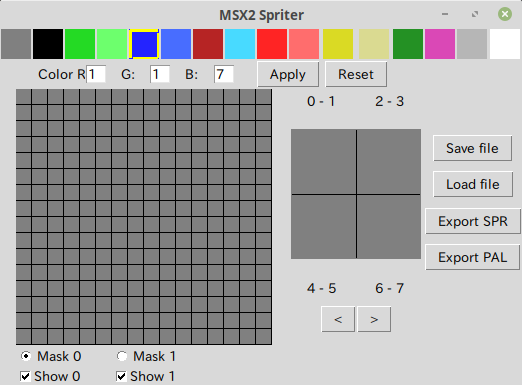 MSX2 Spriter
Color R 1 G: 1 B: 7 Apply Reset
0 - 1 2 - 3
Save file
Load file
Export SPR
Export PAL
4 - 5 6 - 7
< >
Mask 0 Mask 1
Show 0 Show 1